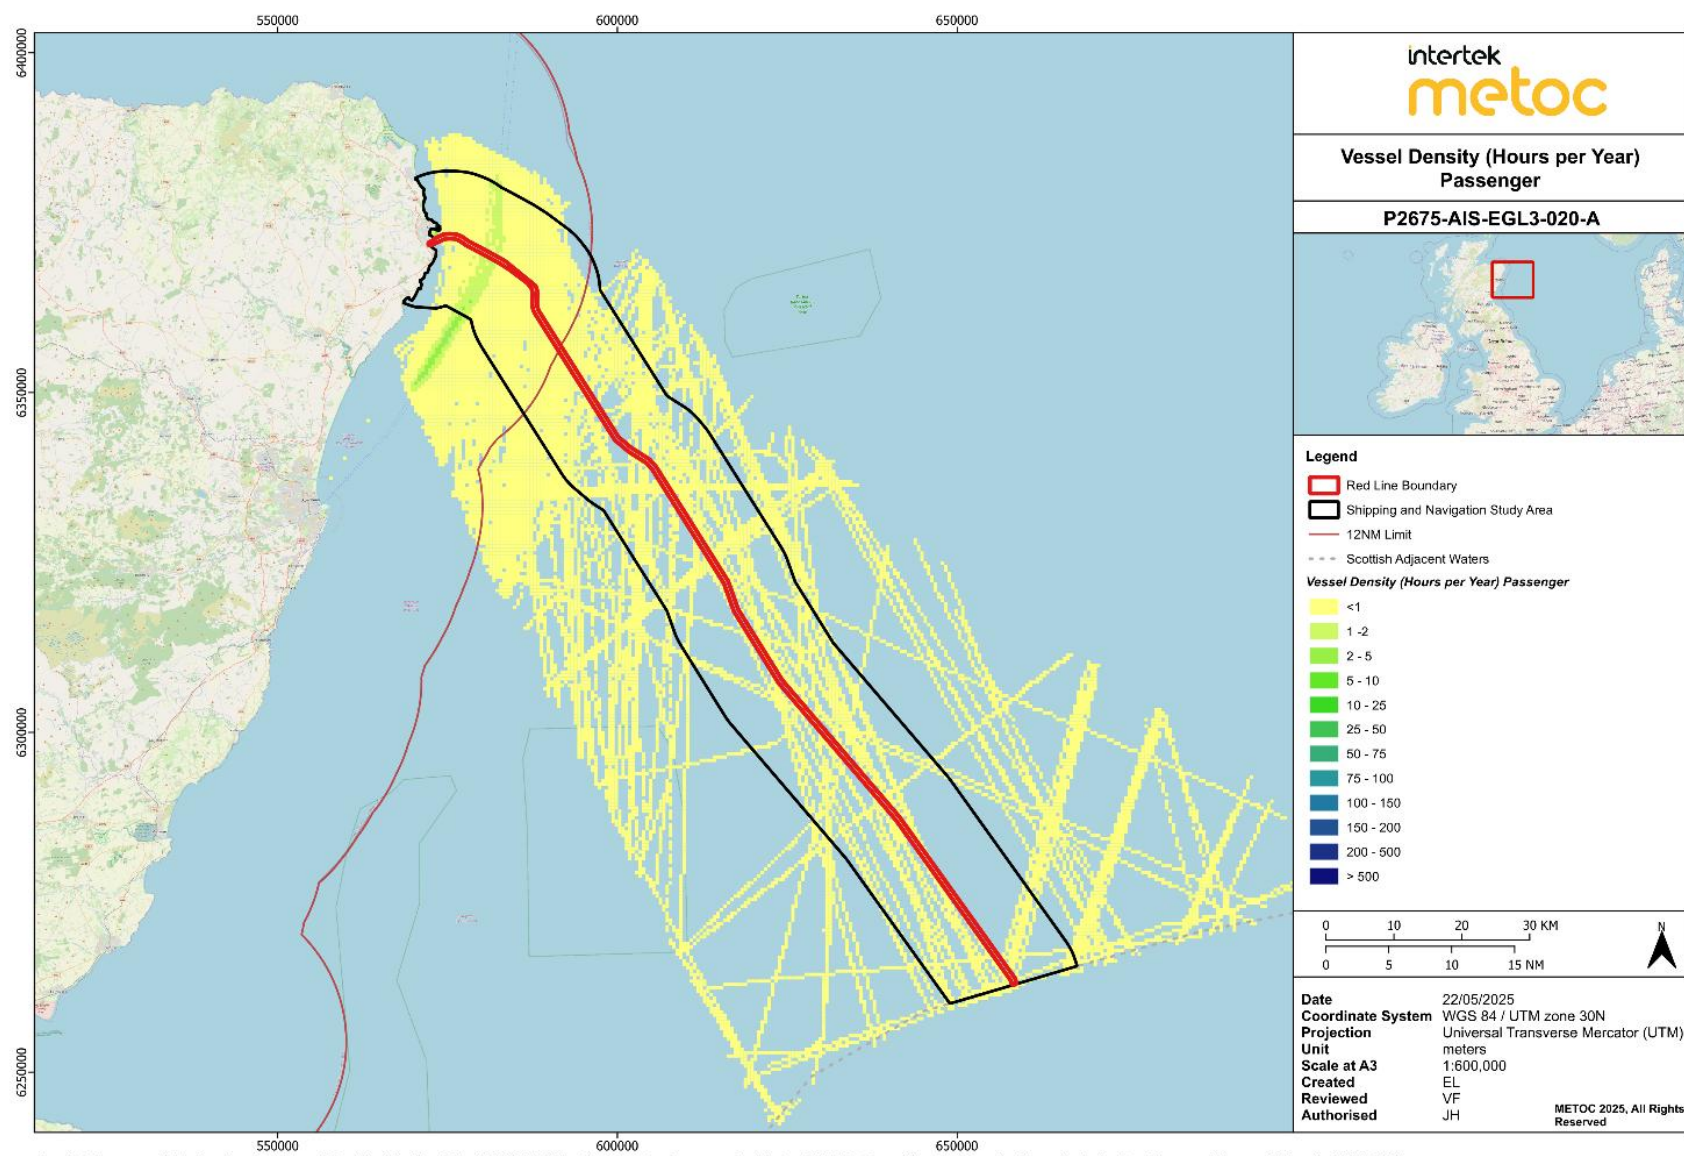 550000
600000
650000
6400000
6350000
6300000
6250000
550000
600000
650000
intertek
metoc
Vessel Density (Hours per Year)
Passenger
P2675-AIS-EGL3-020-A
Legend
Red Line Boundary
Shipping and Navigation Study Area
12NM Limit
Scottish Adjacent Waters
Vessel Density (Hours per Year) Passenger
<1
1 -2
2 - 5
5 - 10
10 - 25
25 - 50
50 - 75
75 - 100
100 - 150
150 - 200
200 - 500
> 500
0 10 20 30 KM
0 5 10 15 NM
N
Date 22/05/2025
Coordinate System WGS 84 / UTM zone 30N
Projection Universal Transverse Mercator (UTM)
Unit meters
Scale at A3 1:600,000
Created EL
Reviewed VF
Authorised JH
METOC 2025, All Rights
Reserved